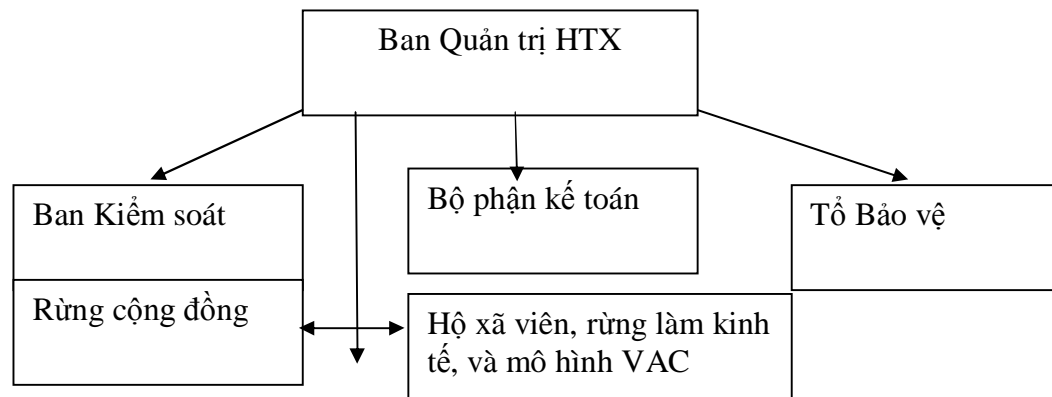 Ban Quản trị HTX
Ban Kiểm soát
Bộ phận kế toán
Tổ Bảo vệ
Rừng cộng đồng
Hộ xã viên, rừng làm kinh
tế, và mô hình VAC